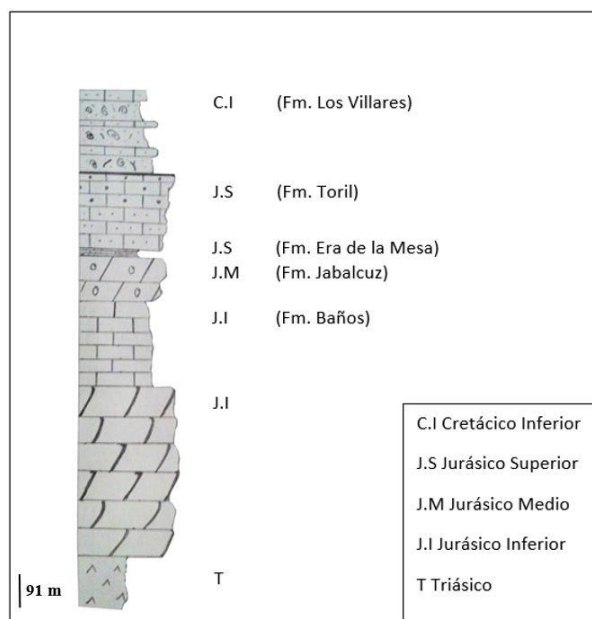 C.I (Fm. Los Villares)
J.S (Fm. Toril)
J.S (Fm. Era de la Mesa)
J.M (Fm. Jabalcuz)
J.I (Fm. Baños)
J.I
T
91 m
C.I Cretácico Inferior
J.S Jurásico Superior
J.M Jurásico Medio
J.I Jurásico Inferior
T Triásico